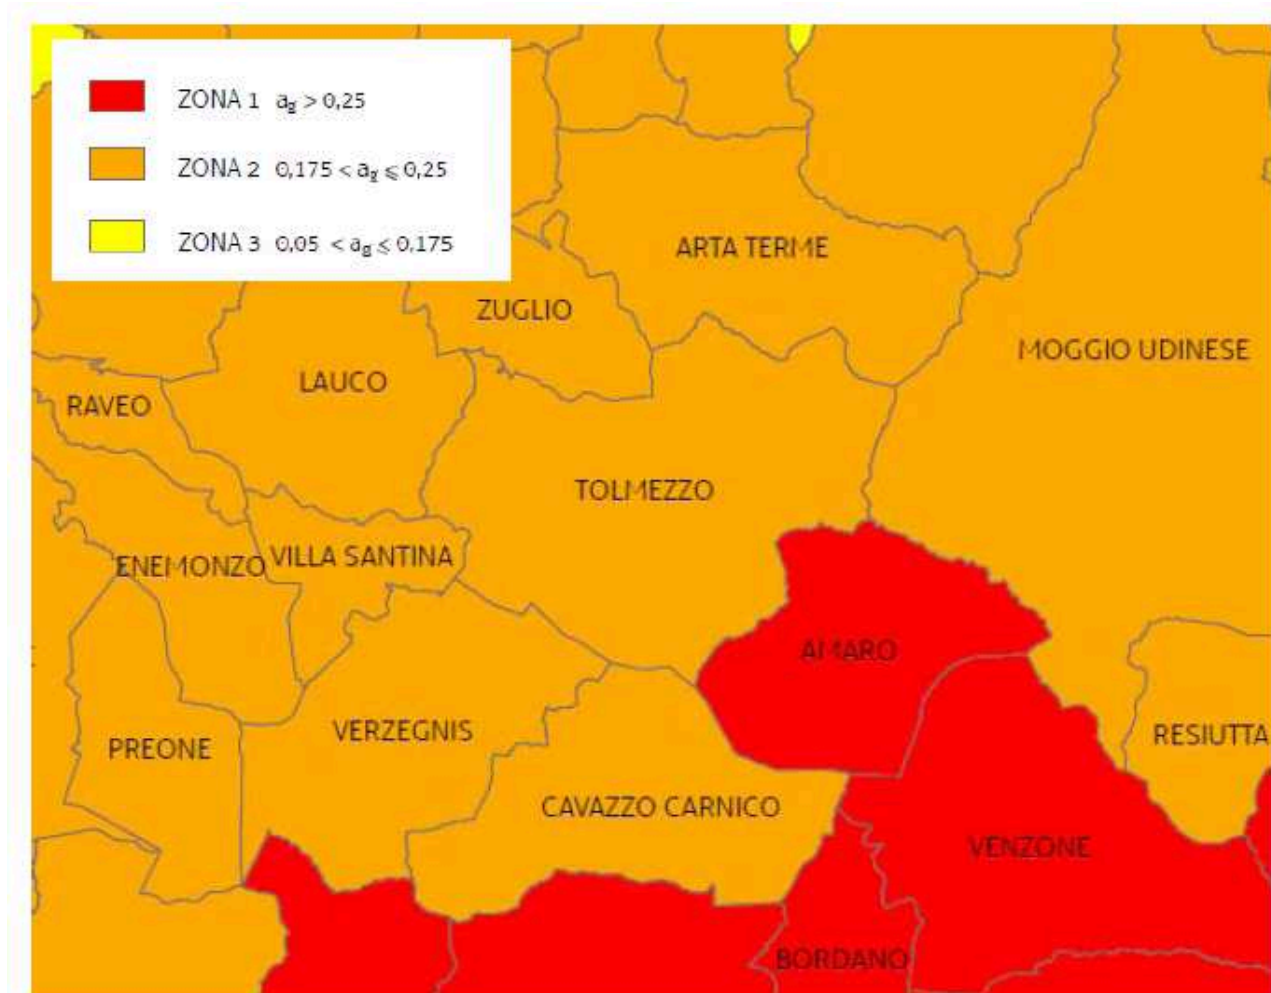 ZONA 1 ag > 0,25
ZONA 2 0,175 < ag ⩽ 0,25
ZONA 3 0,05 < ag ≤ 0,175
ARTA TERME
ZUGLIO
MOGGIO UDINESE
LAUCO
RAVEO
TOLMEZZO
VILLA SANTINA
ENEMONZO
AMARO
VERZEGNIS
RESIUTTA
PREONE
CAVAZZO CARNICO
VENZONE
BORDANO